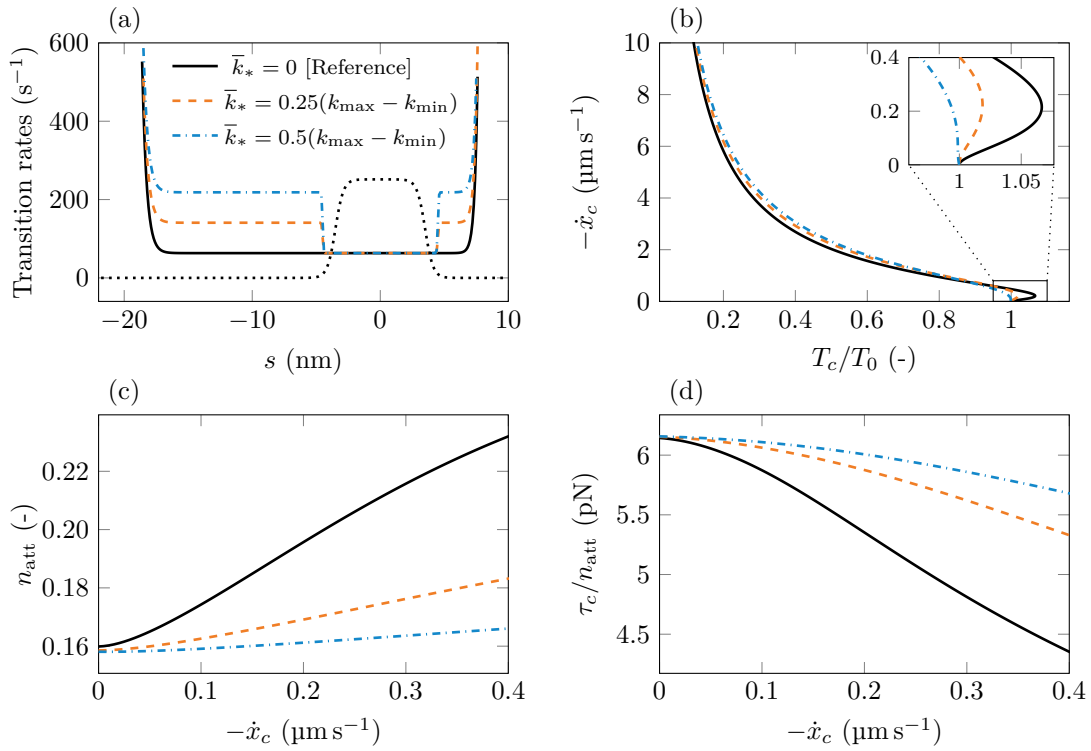 (a)
Transition rates (s⁻¹)
600
400
200
0
−20
−10
0
10
s (nm)
k̅∗ = 0 [Reference]
k̅∗ = 0.25(kmax − kmin)
k̅∗ = 0.5(kmax − kmin)
(b)
−ẋc (µm s⁻¹)
10
8
6
4
2
0
0.2
0.4
0.6
0.8
1
Tc/T0 (-)
0.4
0.2
0
1
1.05
(c)
natt (-)
0.22
0.20
0.18
0.16
0
0.1
0.2
0.3
0.4
−ẋc (µm s⁻¹)
(d)
τc/natt (pN)
6
5.5
5
4.5
0
0.1
0.2
0.3
0.4
−ẋc (µm s⁻¹)